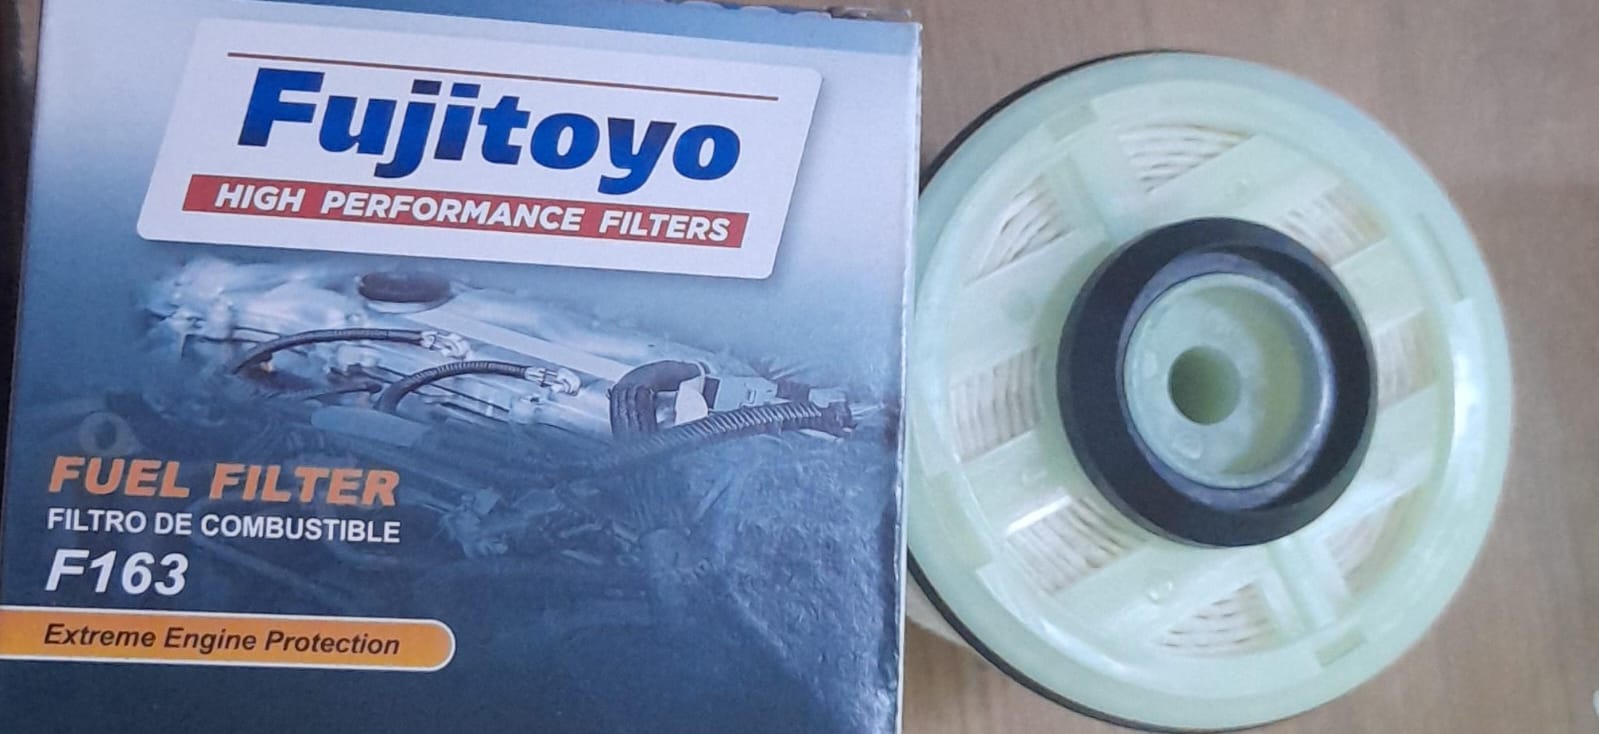 Fujitoyo
HIGH PERFORMANCE FILTERS
FUEL FILTER
FILTRO DE COMBUSTIBLE
F163
Extreme Engine Protection